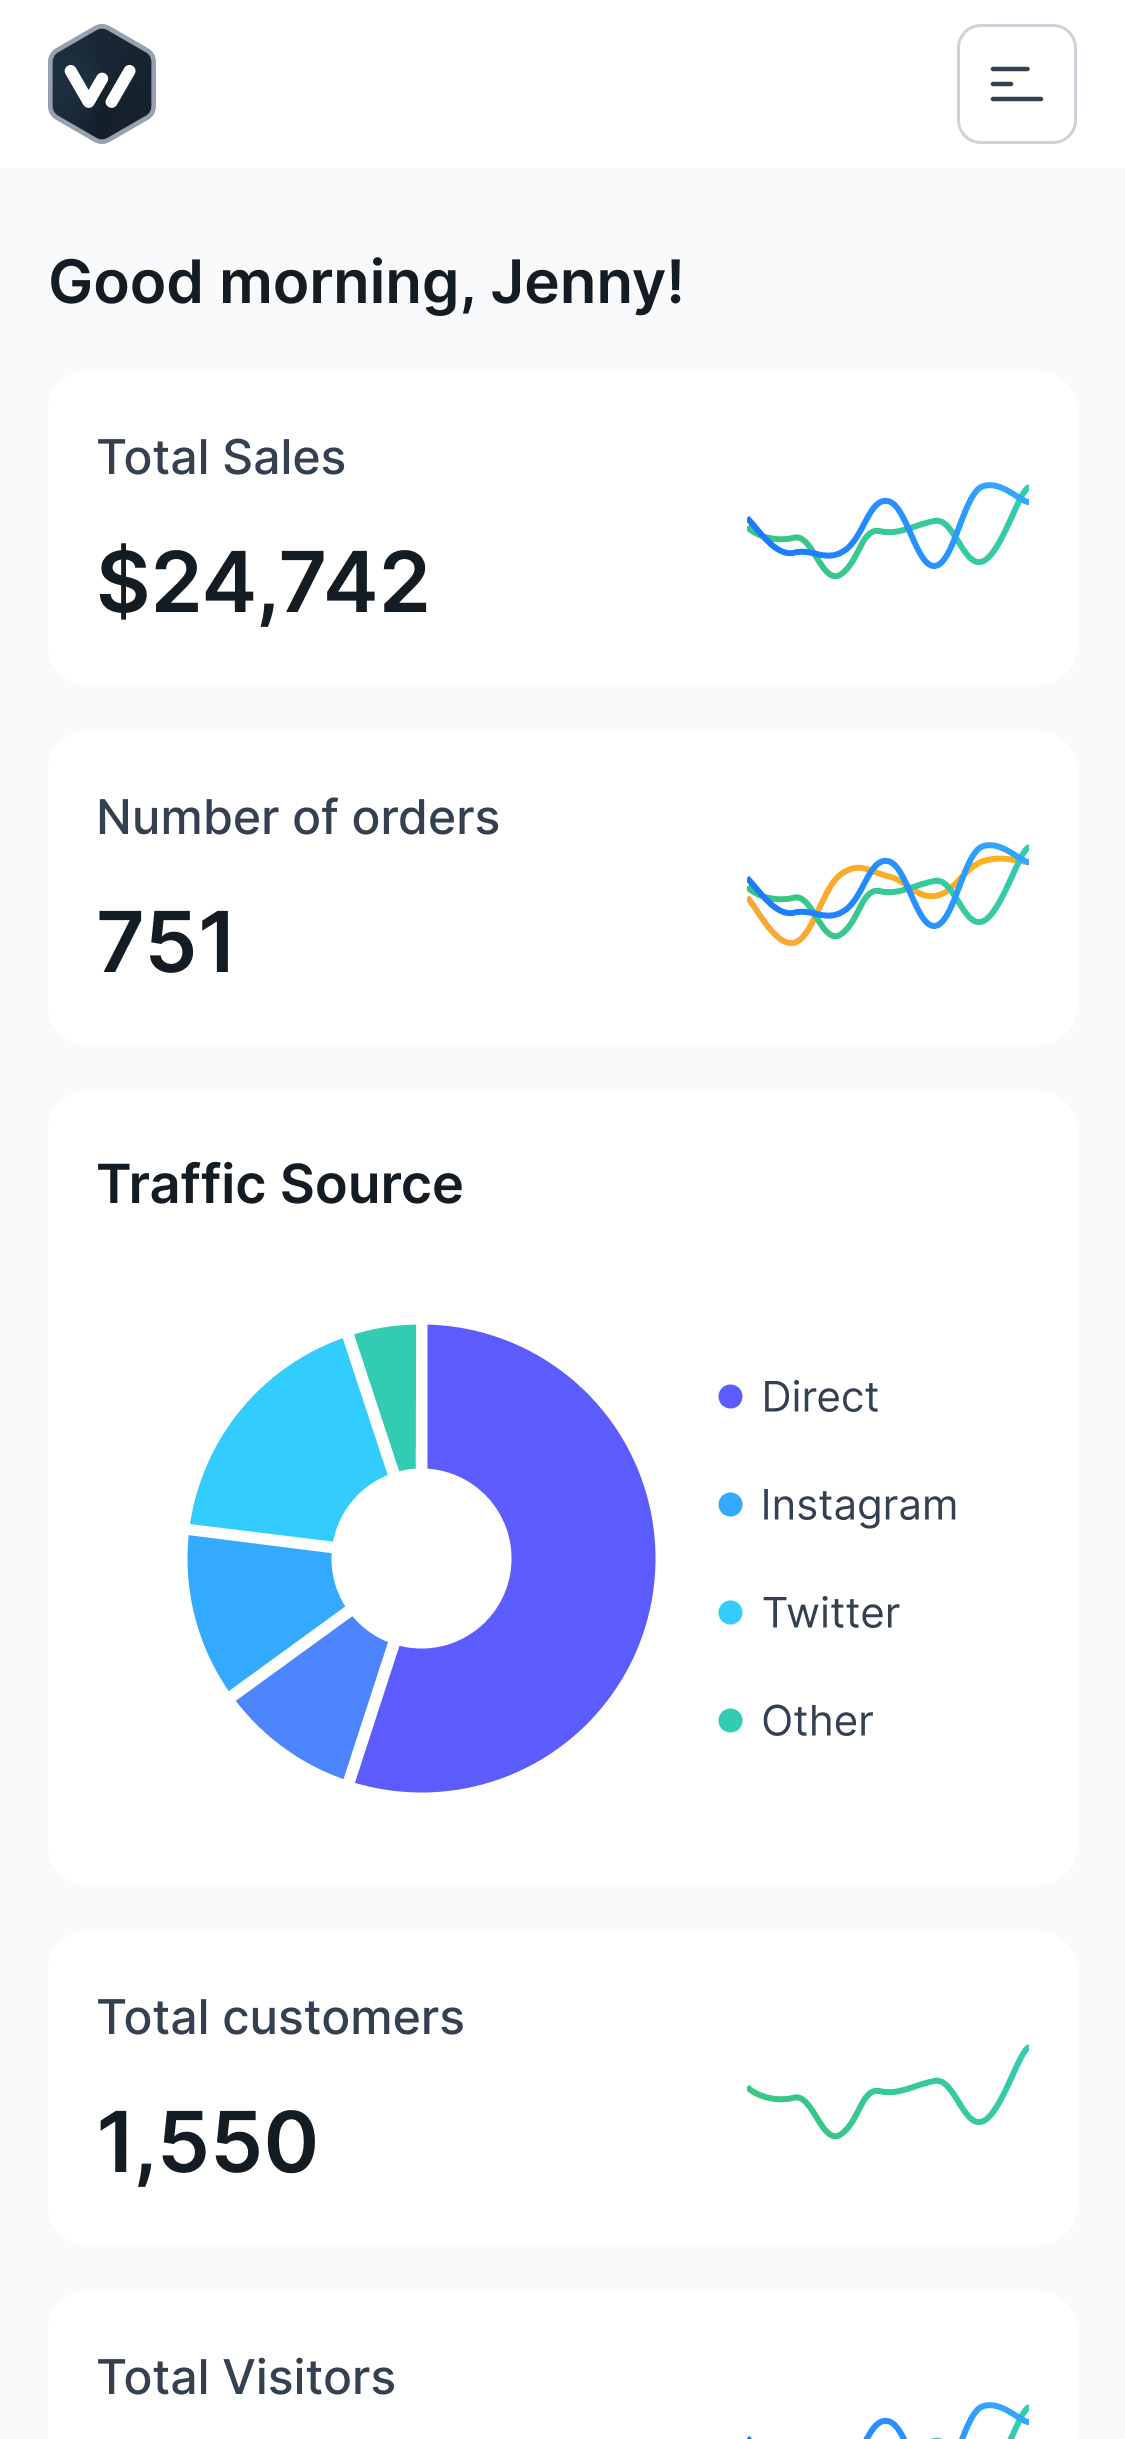 Good morning, Jenny!
Total Sales
$24,742
Number of orders
751
Traffic Source
Direct
Instagram
Twitter
Other
Total customers
1,550
Total Visitors